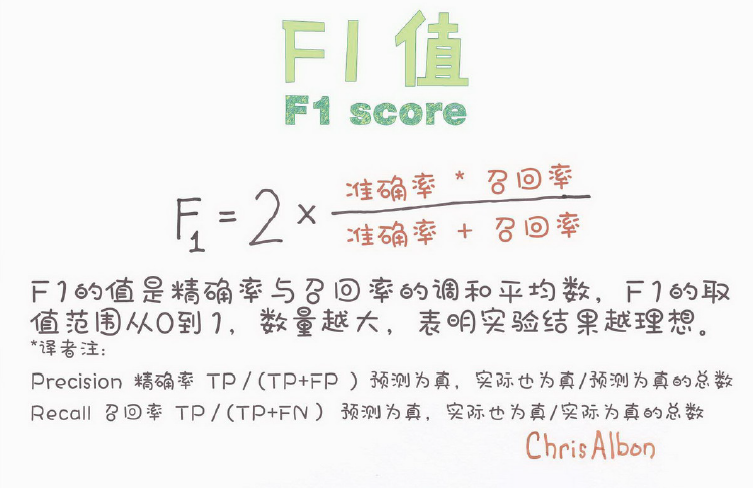 F1值
F1 score
F₁ = 2 × 准确率 * 召回率
准确率 + 召回率
F1的值是精确率与召回率的调和平均数，F1的取
值范围从0到1，数量越大，表明实验结果越理想。
*译者注：
Precision 精确率 TP/(TP+FP ) 预测为真，实际也为真/预测为真的总数
Recall 召回率 TP/(TP+FN) 预测为真，实际也为真/实际为真的总数
ChrisAlbon